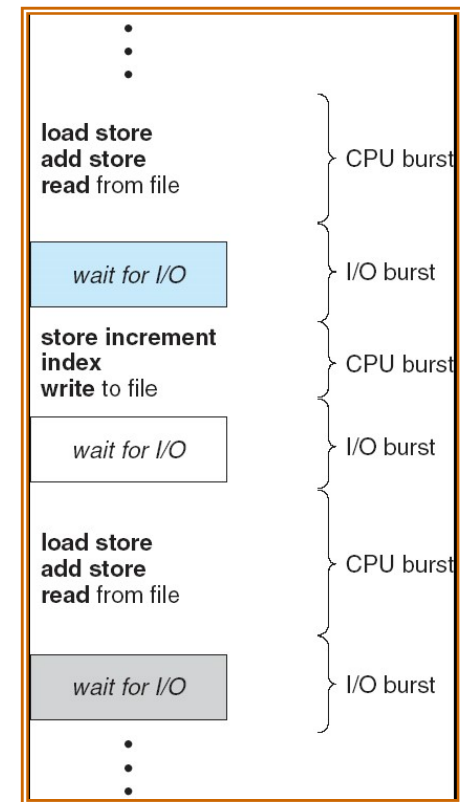 load store
add store
read from file
CPU burst
wait for I/O
I/O burst
store increment
index
write to file
CPU burst
wait for I/O
I/O burst
load store
add store
read from file
CPU burst
wait for I/O
I/O burst